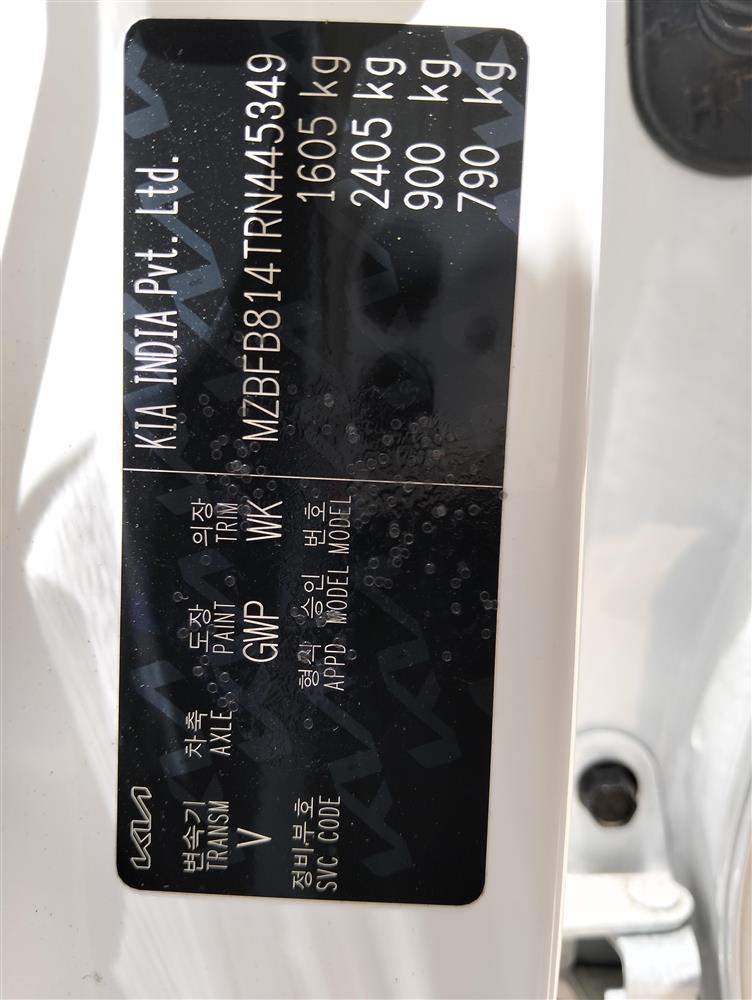 KIA
변속기 차축 도장 의장
TRANSM AXLE PAINT TRIM
V GWP WK
정비부호 형식 승인 번호
SVC CODE APPD MODEL MODEL
KIA INDIA Pvt. Ltd.
MZBFB814TRN445349
1605 kg
2405 kg
900 kg
790 kg